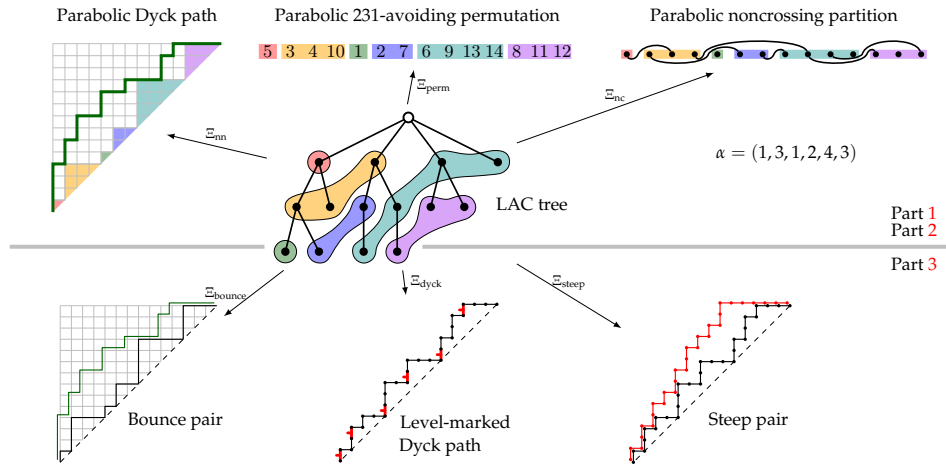 Parabolic Dyck path
Parabolic 231-avoiding permutation
Parabolic noncrossing partition
5 3 4 10 1 2 7 6 9 13 14 8 11 12
Ξperm
Ξnc
Ξnn
α = (1, 3, 1, 2, 4, 3)
LAC tree
Part 1
Part 2
Part 3
Ξbounce
Ξdyck
Ξsteep
Bounce pair
Level-marked
Dyck path
Steep pair